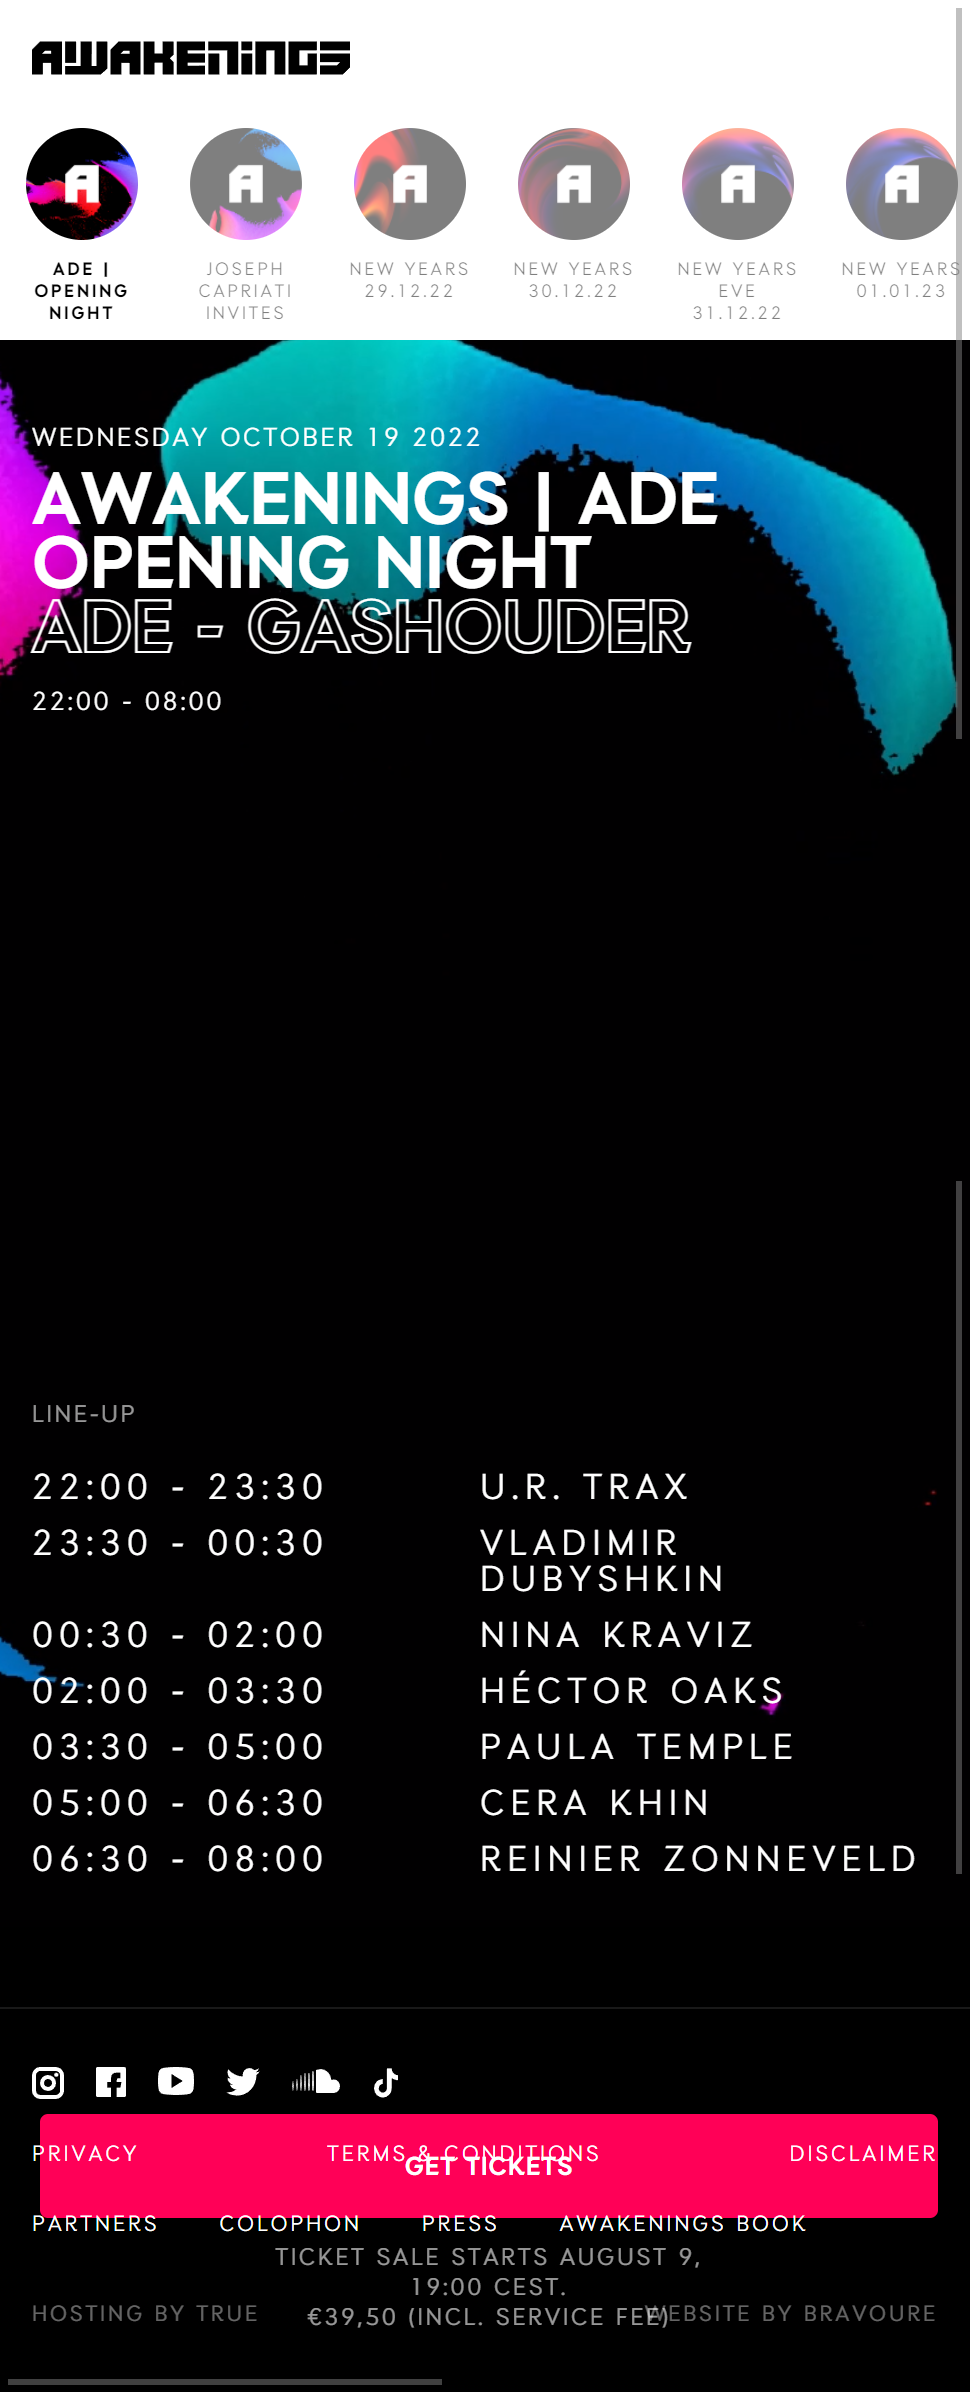 AWAKENINGS
A A A A A A
ADE |
OPENING
NIGHT
JOSEPH
CAPRIATI
INVITES
NEW YEARS
29.12.22
NEW YEARS
30.12.22
NEW YEARS
EVE
31.12.22
NEW YEARS
01.01.23
WEDNESDAY OCTOBER 19 2022
AWAKENINGS | ADE
OPENING NIGHT
ADE - GASHOUDER
22:00 - 08:00
LINE-UP
22:00 - 23:30 U.R. TRAX
23:30 - 00:30 VLADIMIR
DUBYSHKIN
00:30 - 02:00 NINA KRAVIZ
02:00 - 03:30 HÉCTOR OAKS
03:30 - 05:00 PAULA TEMPLE
05:00 - 06:30 CERA KHIN
06:30 - 08:00 REINIER ZONNEVELD
PRIVACY TERMS & CONDITIONS DISCLAIMER
GET TICKETS
PARTNERS COLOPHON PRESS AWAKENINGS BOOK
TICKET SALE STARTS AUGUST 9,
19:00 CEST.
€39,50 (INCL. SERVICE FEE)
HOSTING BY TRUE WEBSITE BY BRAVOURE